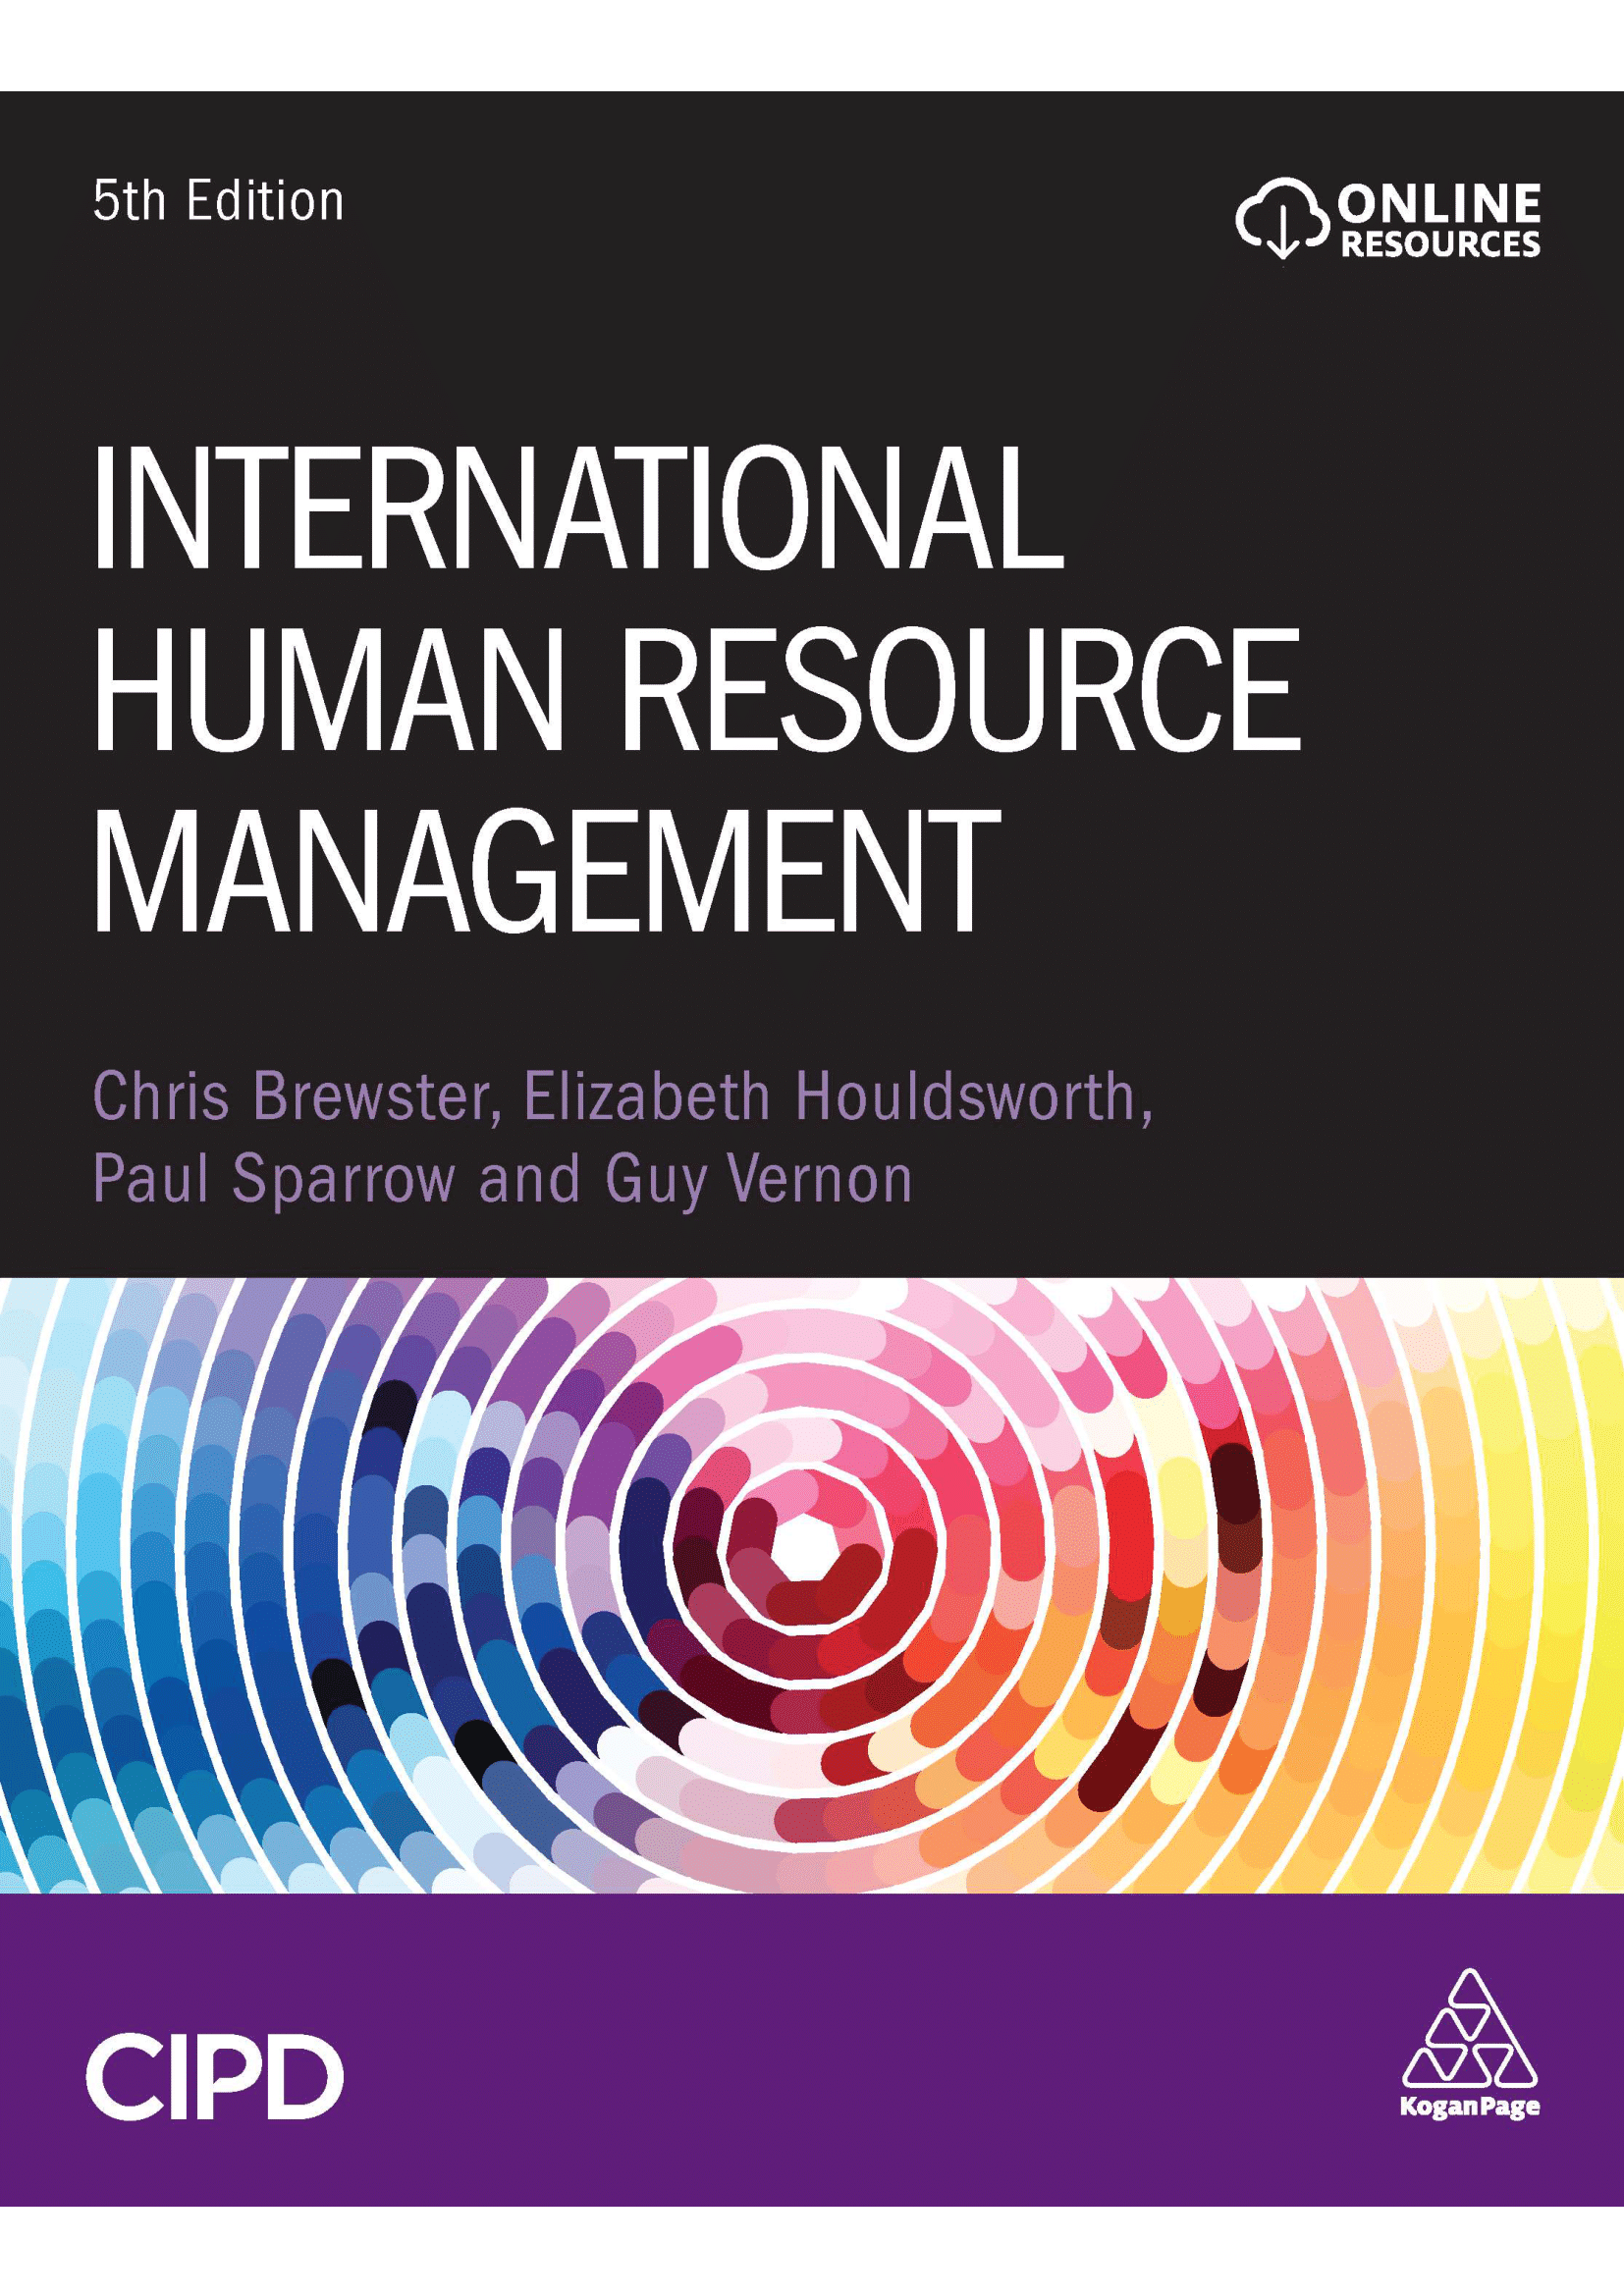 5th Edition
ONLINE
RESOURCES
INTERNATIONAL
HUMAN RESOURCE
MANAGEMENT
Chris Brewster, Elizabeth Houldsworth,
Paul Sparrow and Guy Vernon
CIPD
KoganPage